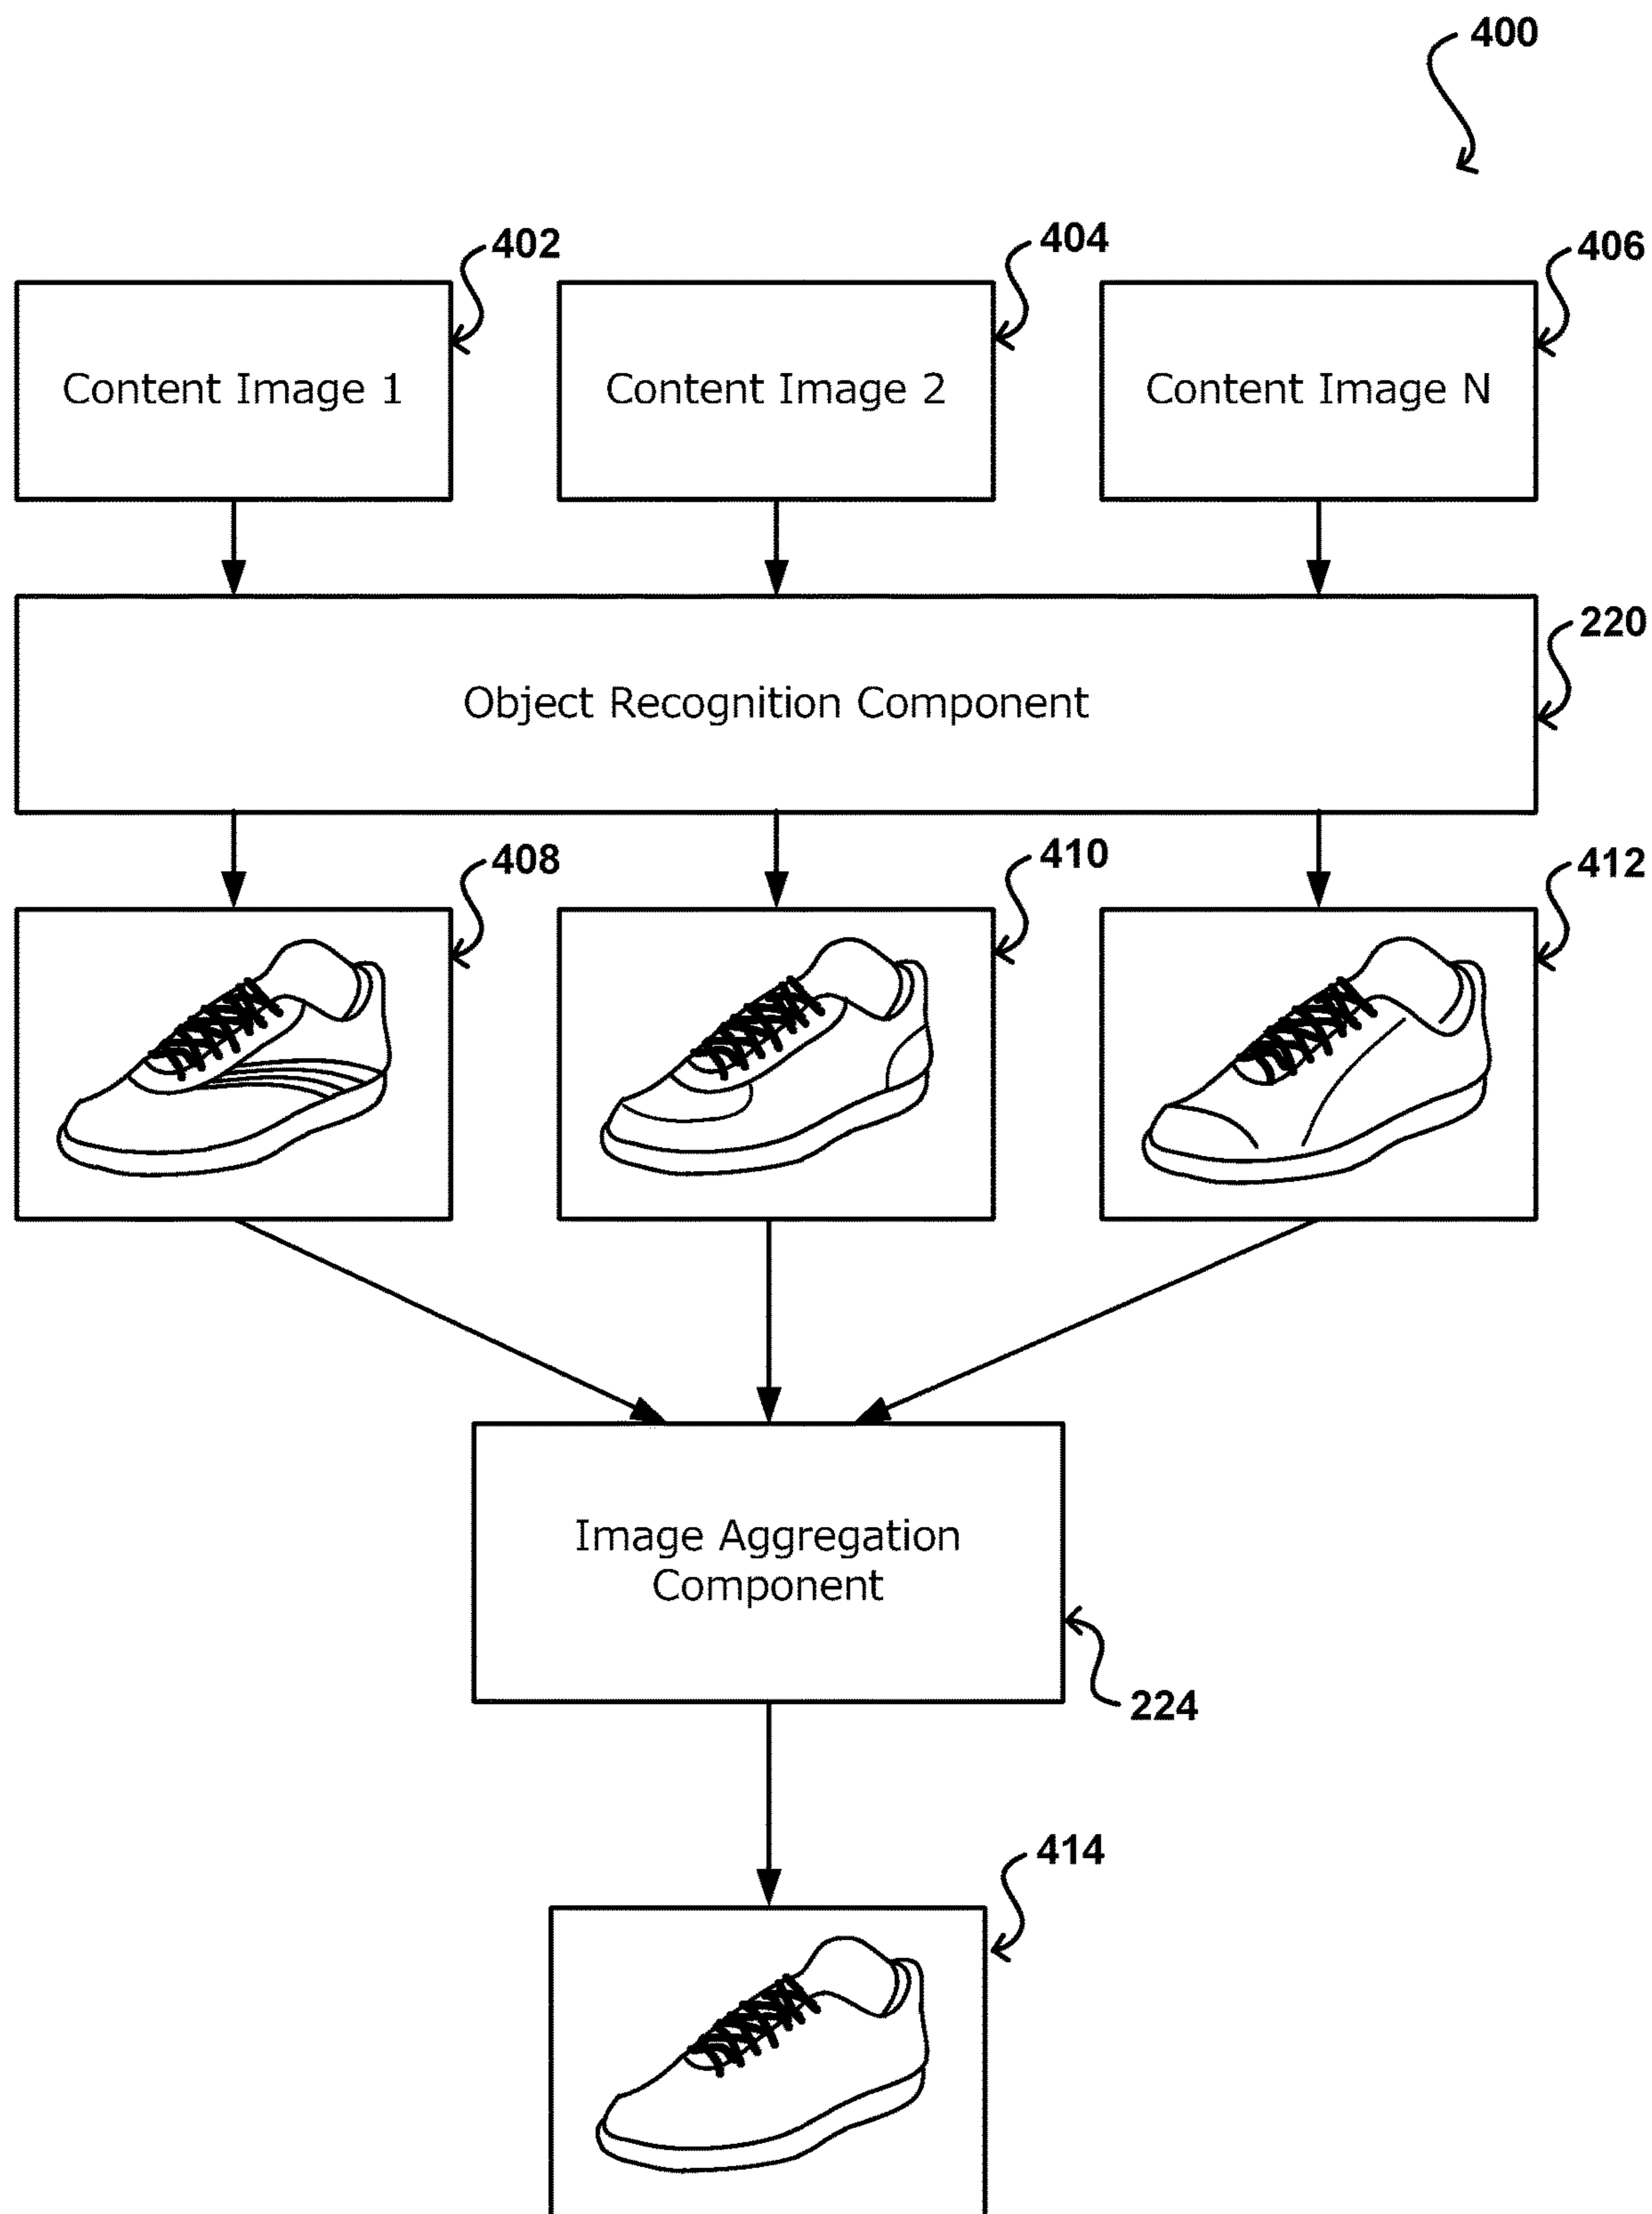 400
402
404
406
Content Image 1
Content Image 2
Content Image N
220
Object Recognition Component
408
410
412
Image Aggregation
Component
224
414